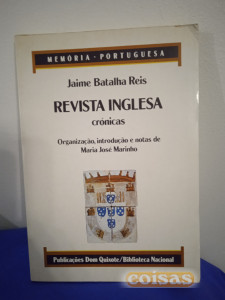 MEMÓRIA • PORTUGUESA
Jaime Batalha Reis
REVISTA INGLESA
crónicas
Organização, introdução e notas de
Maria José Marinho
Publicações Dom Quixote/Biblioteca Nacional
coisas